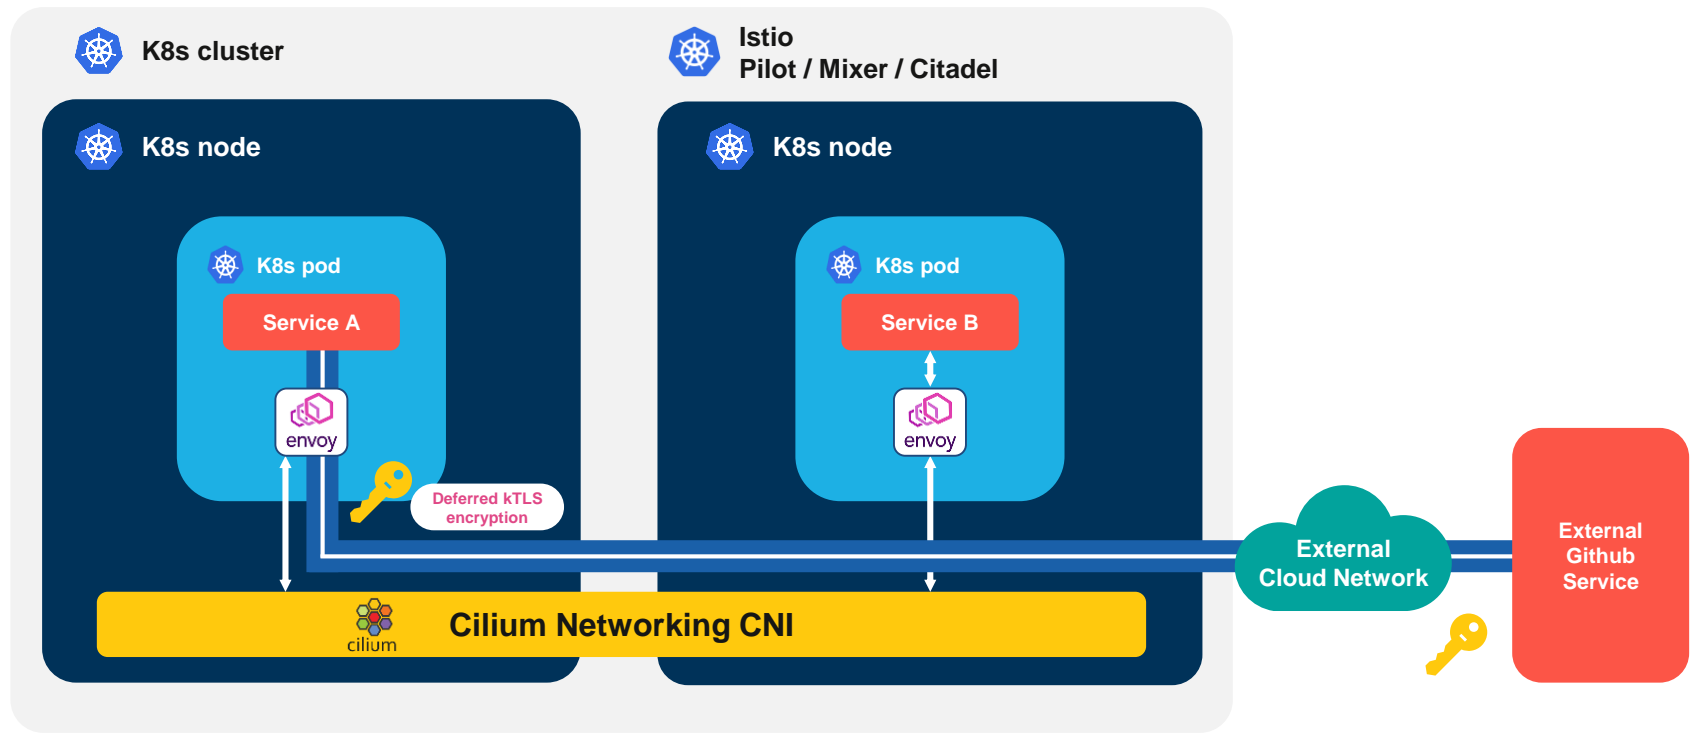 K8s cluster
Istio
Pilot / Mixer / Citadel
K8s node
K8s node
K8s pod
K8s pod
Service A
Service B
envoy
envoy
Deferred kTLS
encryption
External
Cloud Network
External
Github
Service
cilium
Cilium Networking CNI